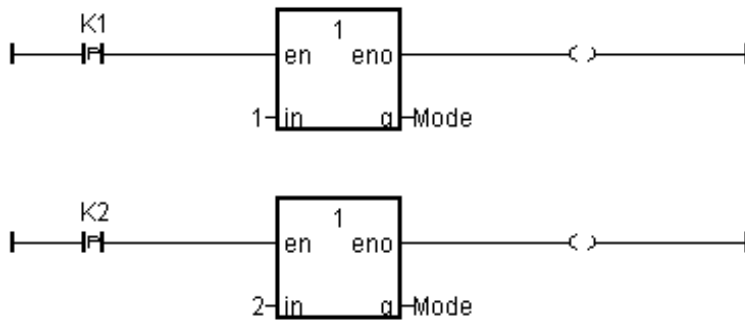 K1
1
en eno
1 in q Mode
K2
1
en eno
2 in q Mode